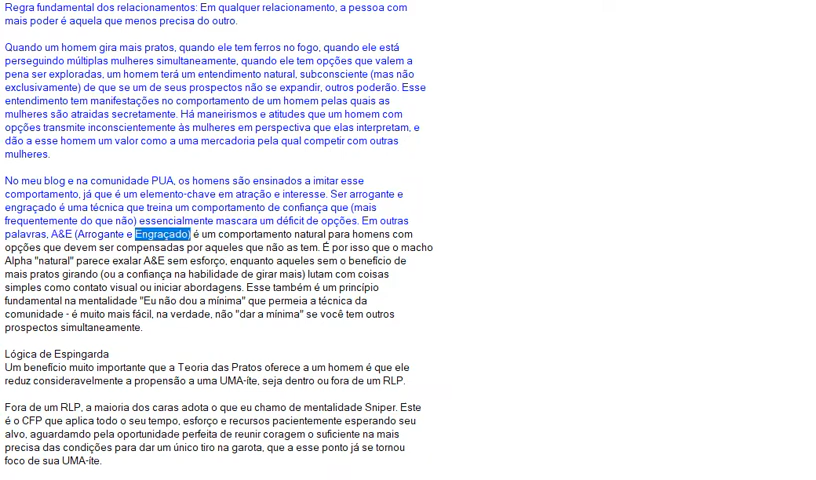 Regra fundamental dos relacionamentos: Em qualquer relacionamento, a pessoa com
mais poder é aquela que menos precisa do outro.
Quando um homem gira mais pratos, quando ele tem ferros no fogo, quando ele está
perseguindo múltiplas mulheres simultaneamente, quando ele tem opções que valem a
pena ser exploradas, um homem terá um entendimento natural, subsconsciente (mas não
exclusivamente) de que se um de seus prospectos não se expandir, outros poderão. Esse
entendimento tem manifestações no comportamento de um homem pelas quais as
mulheres são atraidas secretamente. Há maneirismos e atitudes que um homem com
opções transmite inconscientemente às mulheres em perspectiva que elas interpretam, e
dão a esse homem um valor como a uma mercadoria pela qual competir com outras
mulheres.
No meu blog e na comunidade PUA, os homens são ensinados a imitar esse
comportamento, já que é um elemento-chave em atração e interesse. Ser arrogante e
engraçado é uma técnica que treina um comportamento de confiança que (mais
frequentemente do que não) essencialmente mascara um déficit de opções. Em outras
palavras, A&E (Arrogante e Engraçado) é um comportamento natural para homens com
opções que devem ser compensadas por aqueles que não as tem. É por isso que o macho
Alpha "natural" parece exalar A&E sem esforço, enquanto aqueles sem o benefício de
mais pratos girando (ou a confiança na habilidade de girar mais) lutam com coisas
simples como contato visual ou iniciar abordagens. Esse também é um princípio
fundamental na mentalidade "Eu não dou a mínima" que permeia a técnica da
comunidade - é muito mais fácil, na verdade, não "dar a mínima" se você tem outros
prospectos simultaneamente.
Lógica de Espingarda
Um benefício muito importante que a Teoria das Pratos oferece a um homem é que ele
reduz consideravelmente a propensão a uma UMA-íte, seja dentro ou fora de um RLP.
Fora de um RLP, a maioria dos caras adota o que eu chamo de mentalidade Sniper. Este
é o CFP que aplica todo o seu tempo, esforço e recursos pacientemente esperando seu
alvo, aguardamdo pela oportunidade perfeita de reunir coragem o suficiente na mais
precisa das condições para dar um único tiro na garota, que a esse ponto já se tornou
foco de sua UMA-íte.